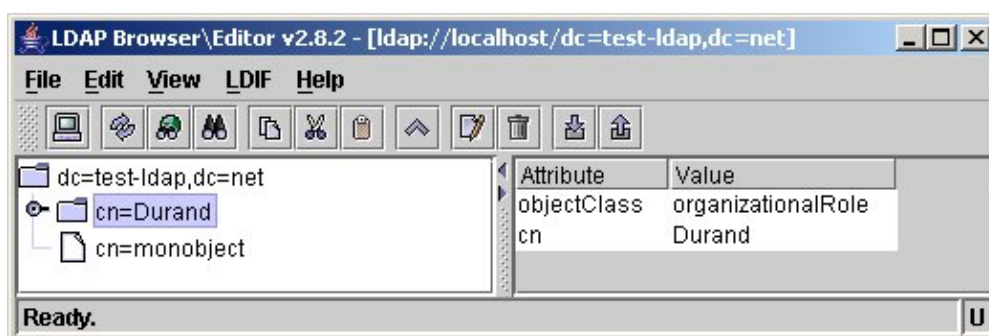 LDAP Browser\Editor v2.8.2 - [ldap://localhost/dc=test-ldap,dc=net]
File Edit View LDIF Help
dc=test-ldap,dc=net
cn=Durand
cn=monobject
Attribute Value
objectClass organizationalRole
cn Durand
Ready. U